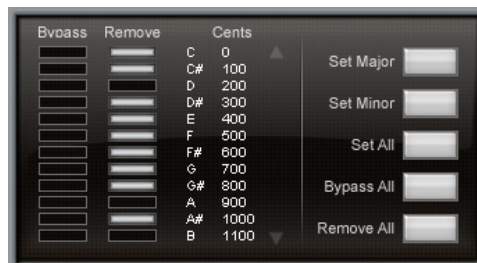 Bypass Remove Cents
C 0
C# 100
D 200
D# 300
E 400
F 500
F# 600
G 700
G# 800
A 900
A# 1000
B 1100
Set Major
Set Minor
Set All
Bypass All
Remove All